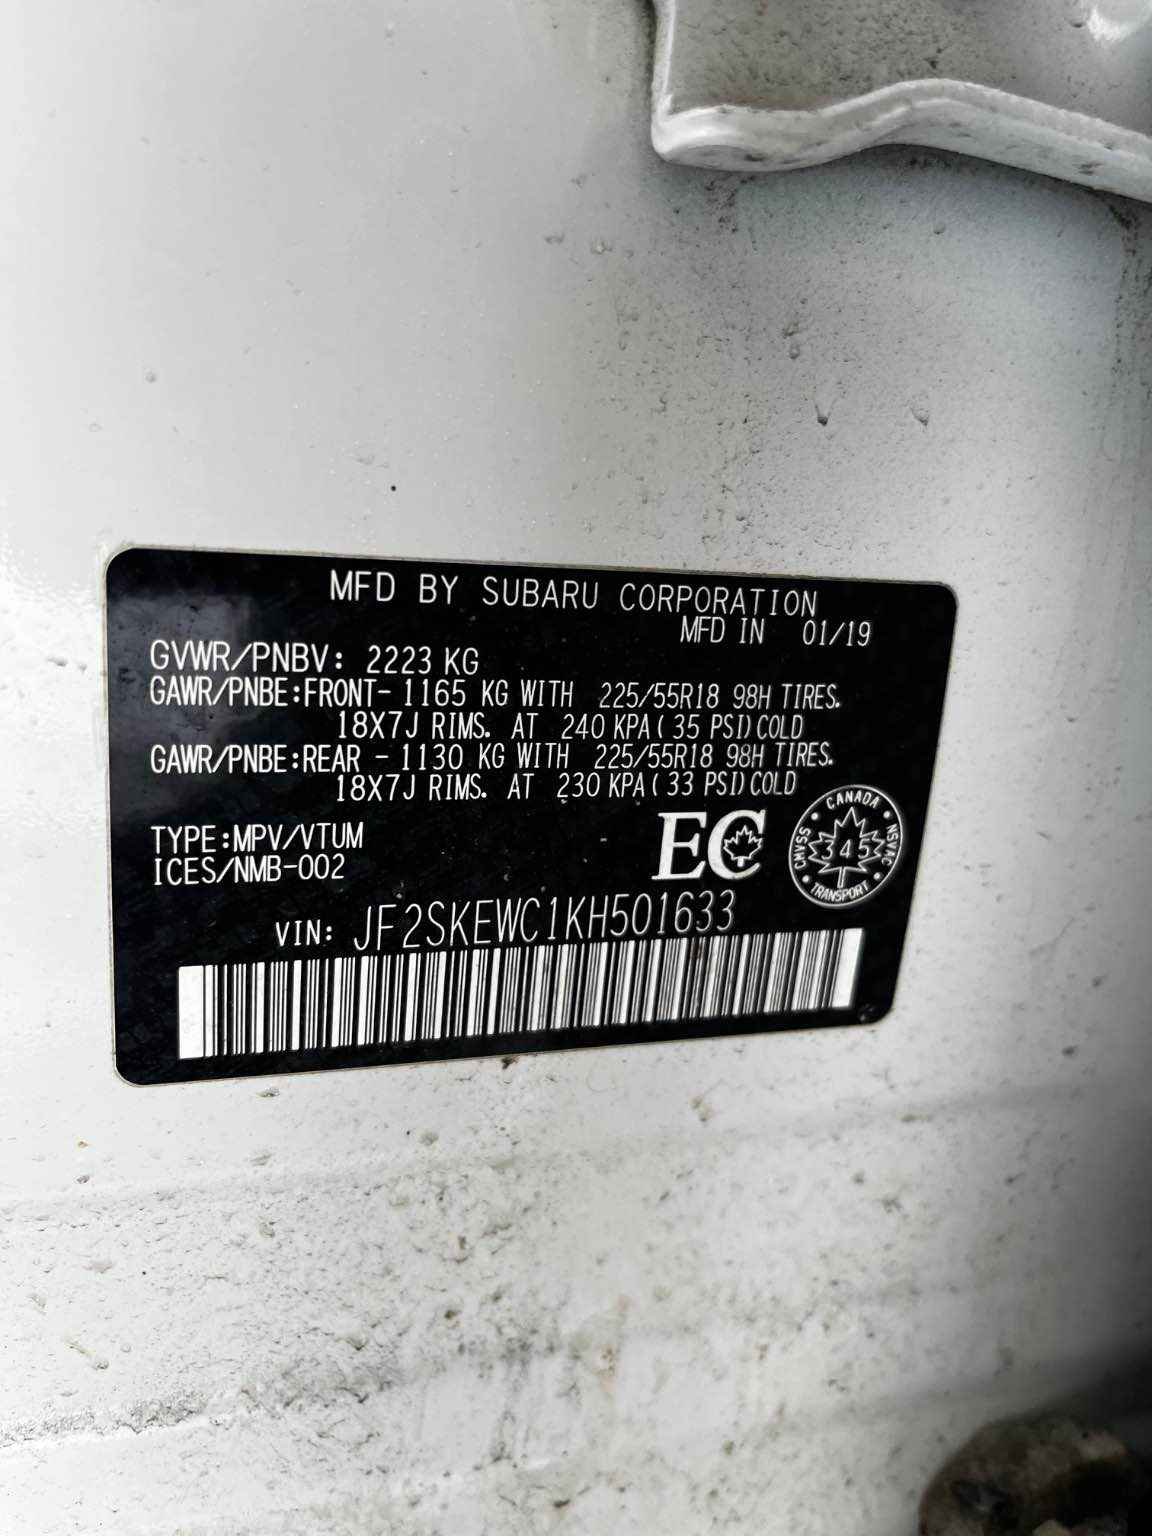 MFD BY SUBARU CORPORATION
MFD IN 01/19
GVWR/PNBV: 2223 KG
GAWR/PNBE:FRONT- 1165 KG WITH 225/55R18 98H TIRES.
18X7J RIMS. AT 240 KPA(35 PSI)COLD
GAWR/PNBE:REAR - 1130 KG WITH 225/55R18 98H TIRES.
18X7J RIMS. AT 230 KPA(33 PSI)COLD
TYPE:MPV/VTUM
ICES/NMB-002
EC
CANADA
CMVSS
345
NSVAC
TRANSPORT
VIN: JF2SKEWC1KH501633